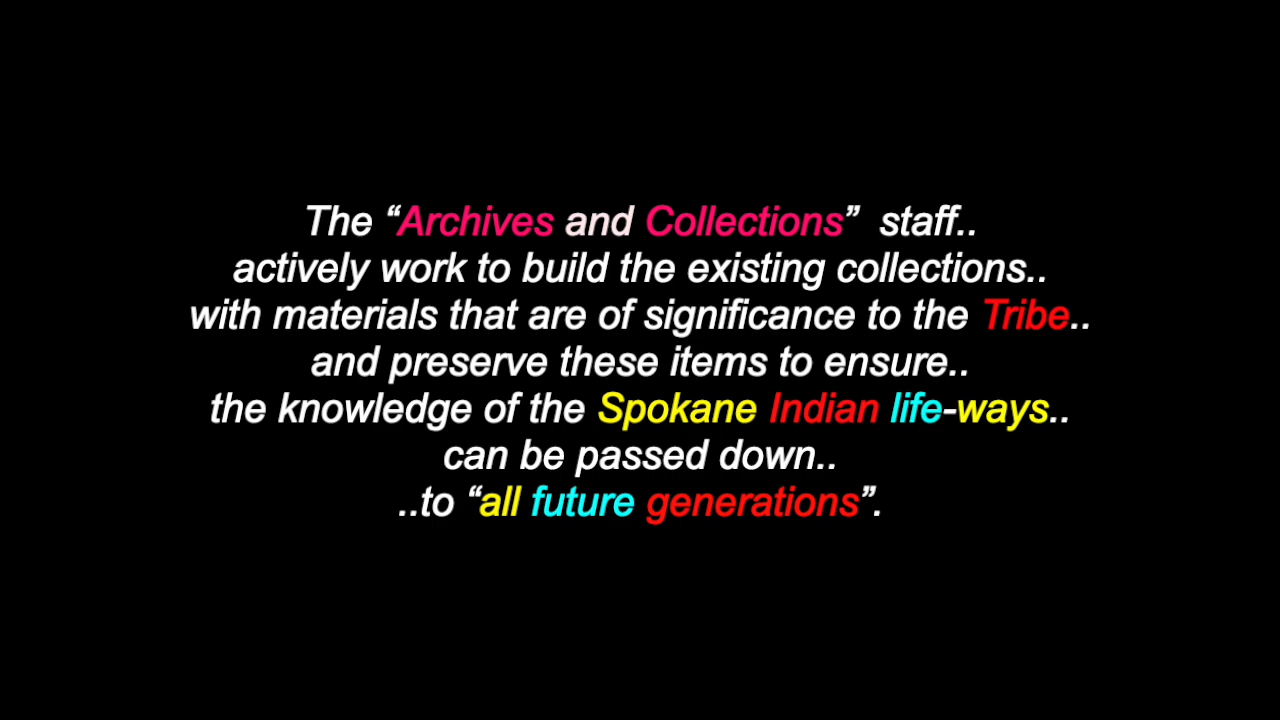 The “Archives and Collections”  staff..
actively work to build the existing collections..
with materials that are of significance to the Tribe..
and preserve these items to ensure..
the knowledge of the Spokane Indian life-ways..
can be passed down..
..to “all future generations”.